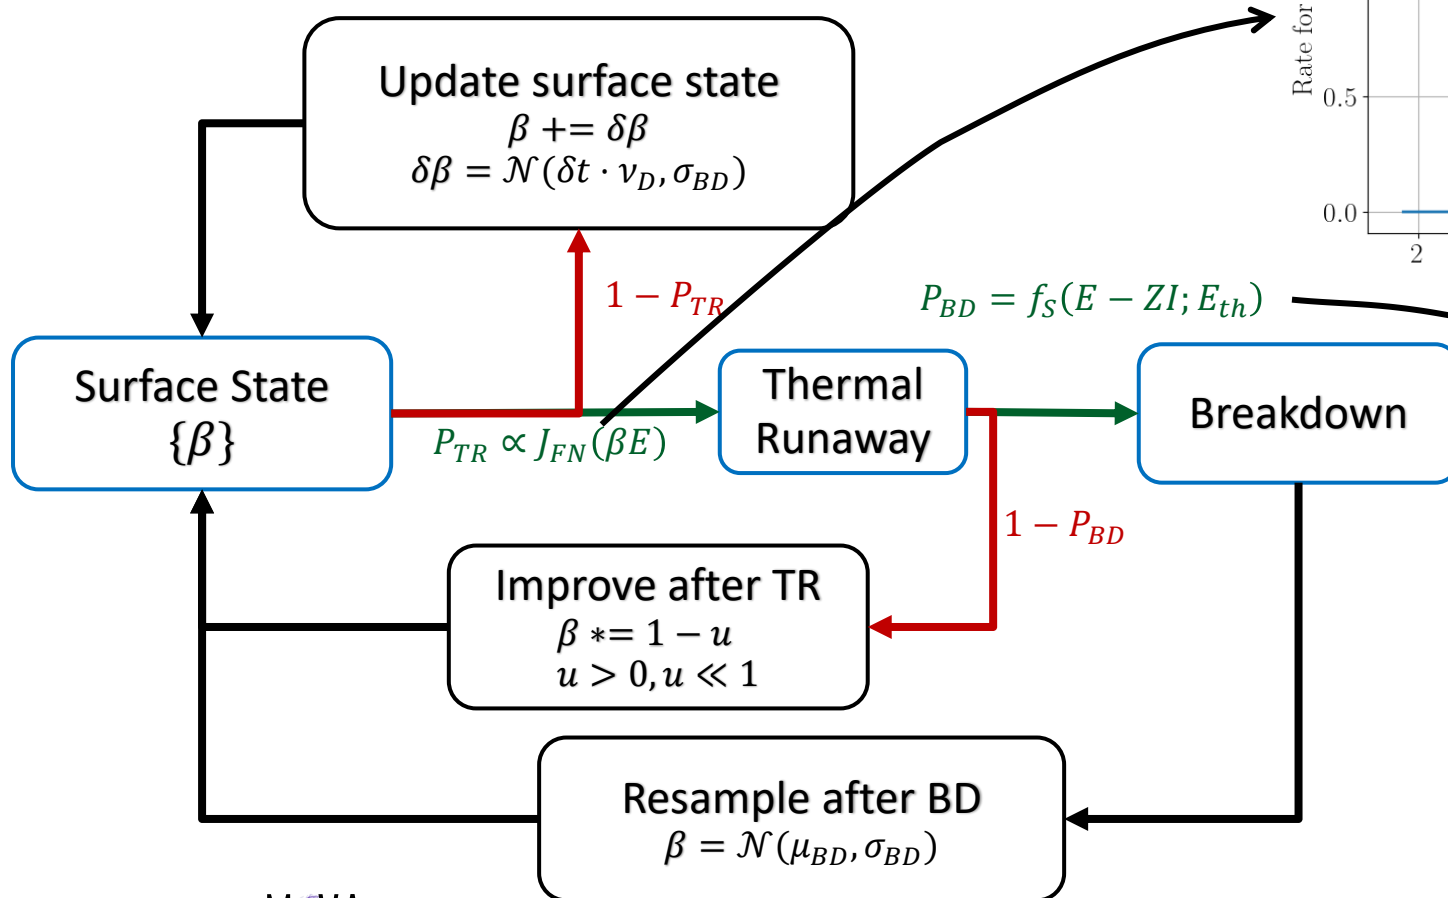 Update surface state
β += δβ
δβ = 𝒩(δt · ν_D, σ_BD)
Rate for
0.5
0.0
2
1 − P_TR
P_BD = f_S(E − ZI; E_th)
Surface State
{β}
P_TR ∝ J_FN(βE)
Thermal
Runaway
Breakdown
1 − P_BD
Improve after TR
β *= 1 − u
u > 0, u ≪ 1
Resample after BD
β = 𝒩(μ_BD, σ_BD)